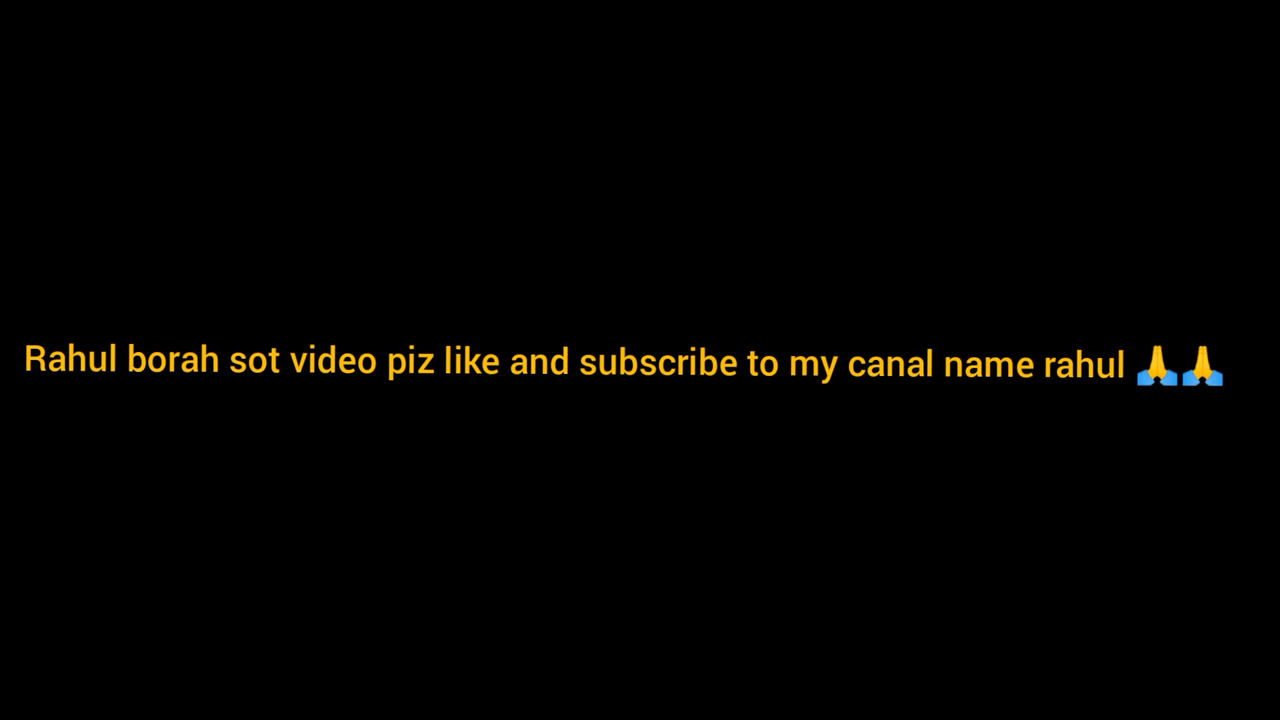 Rahul borah sot video piz like and subscribe to my canal name rahul 🙏🙏